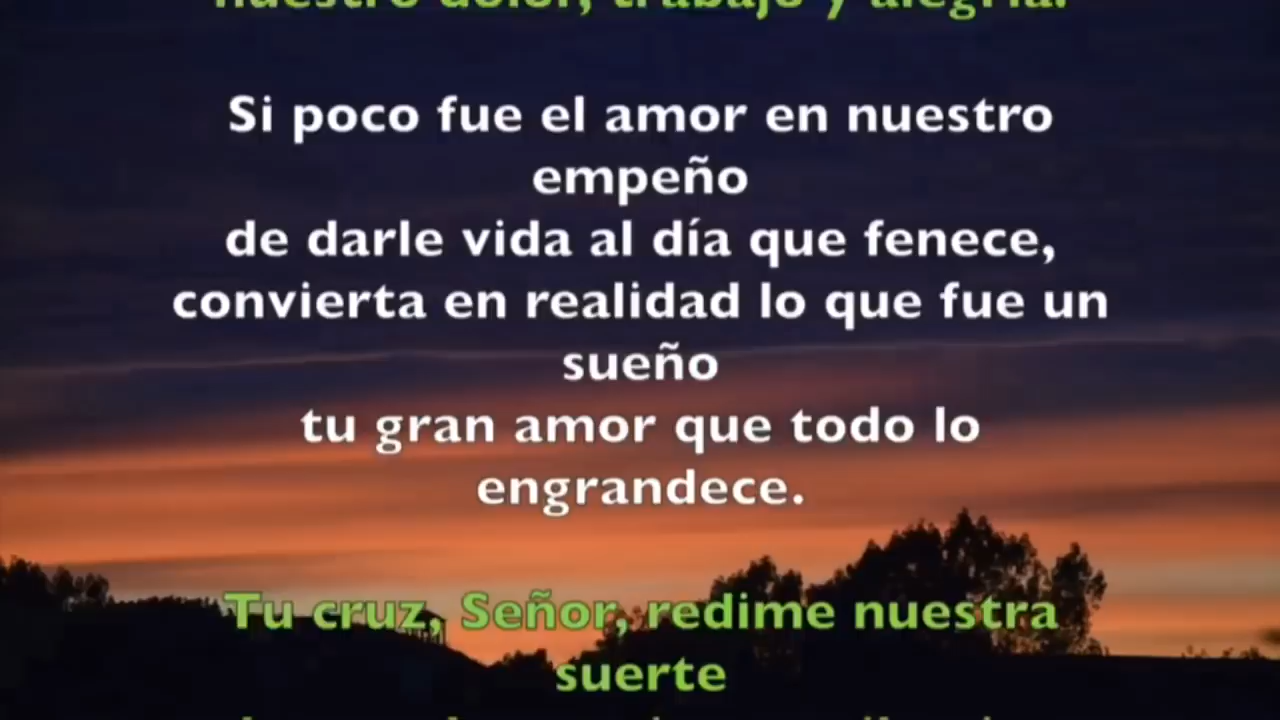 nuestro dolor, trabajo y alegría.
Si poco fue el amor en nuestro
empeño
de darle vida al día que fenece,
convierta en realidad lo que fue un
sueño
tu gran amor que todo lo
engrandece.
Tu cruz, Señor, redime nuestra
suerte